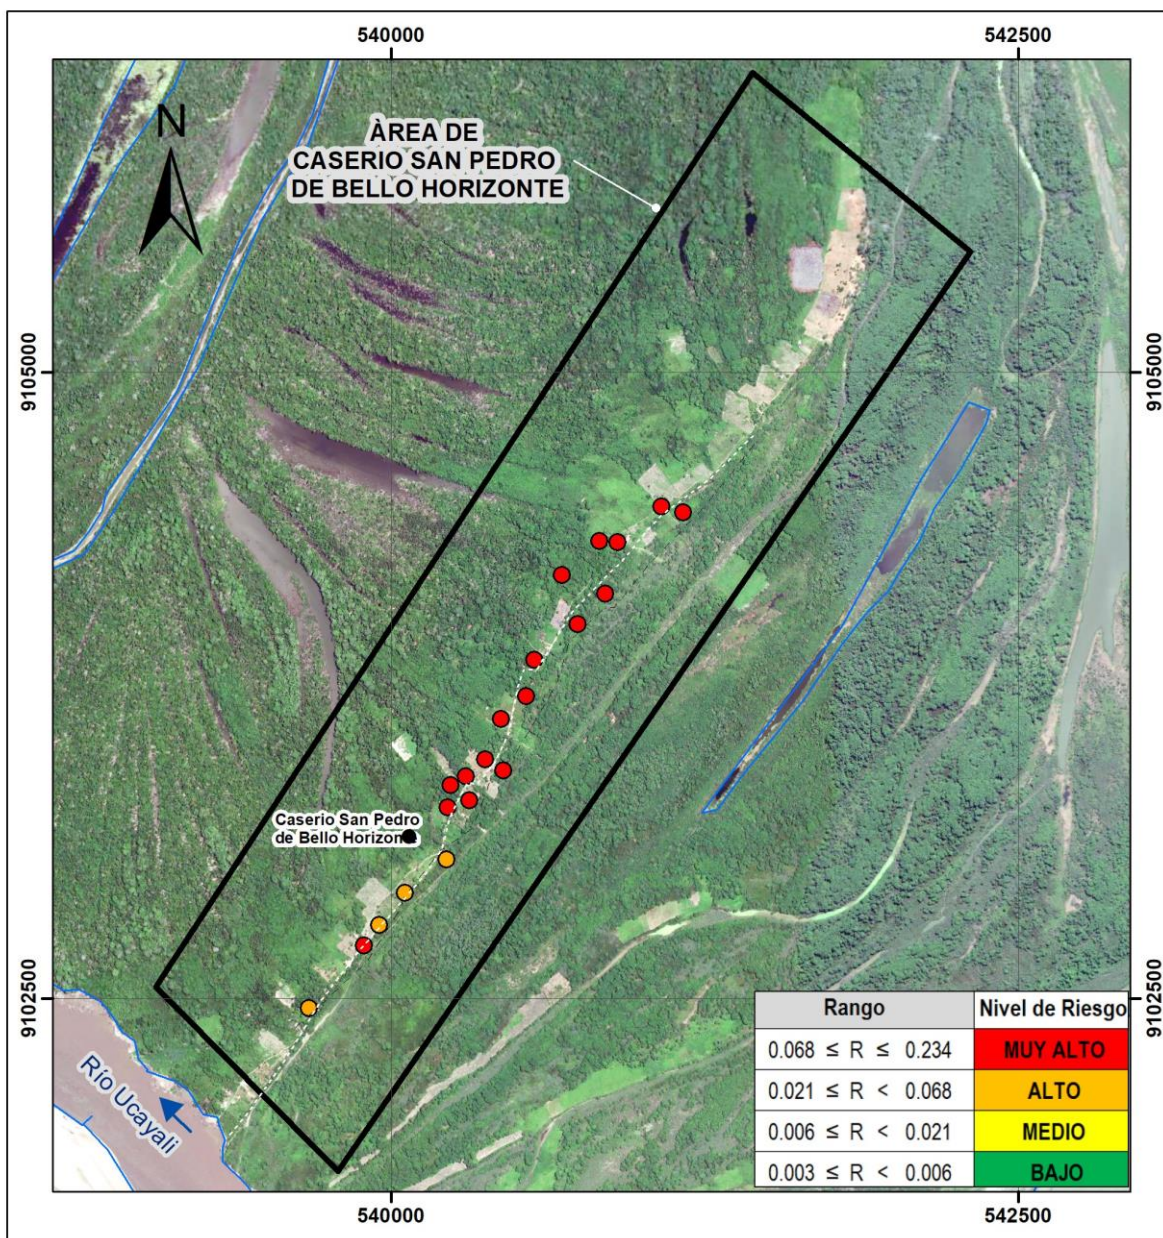 540000
542500
N
ÀREA DE
CASERIO SAN PEDRO
DE BELLO HORIZONTE
9105000
9105000
Caserio San Pedro
de Bello Horizonte
9102500
9102500
Río Ucayali
Rango Nivel de Riesgo
0.068 ≤ R ≤ 0.234 MUY ALTO
0.021 ≤ R < 0.068 ALTO
0.006 ≤ R < 0.021 MEDIO
0.003 ≤ R < 0.006 BAJO
540000
542500